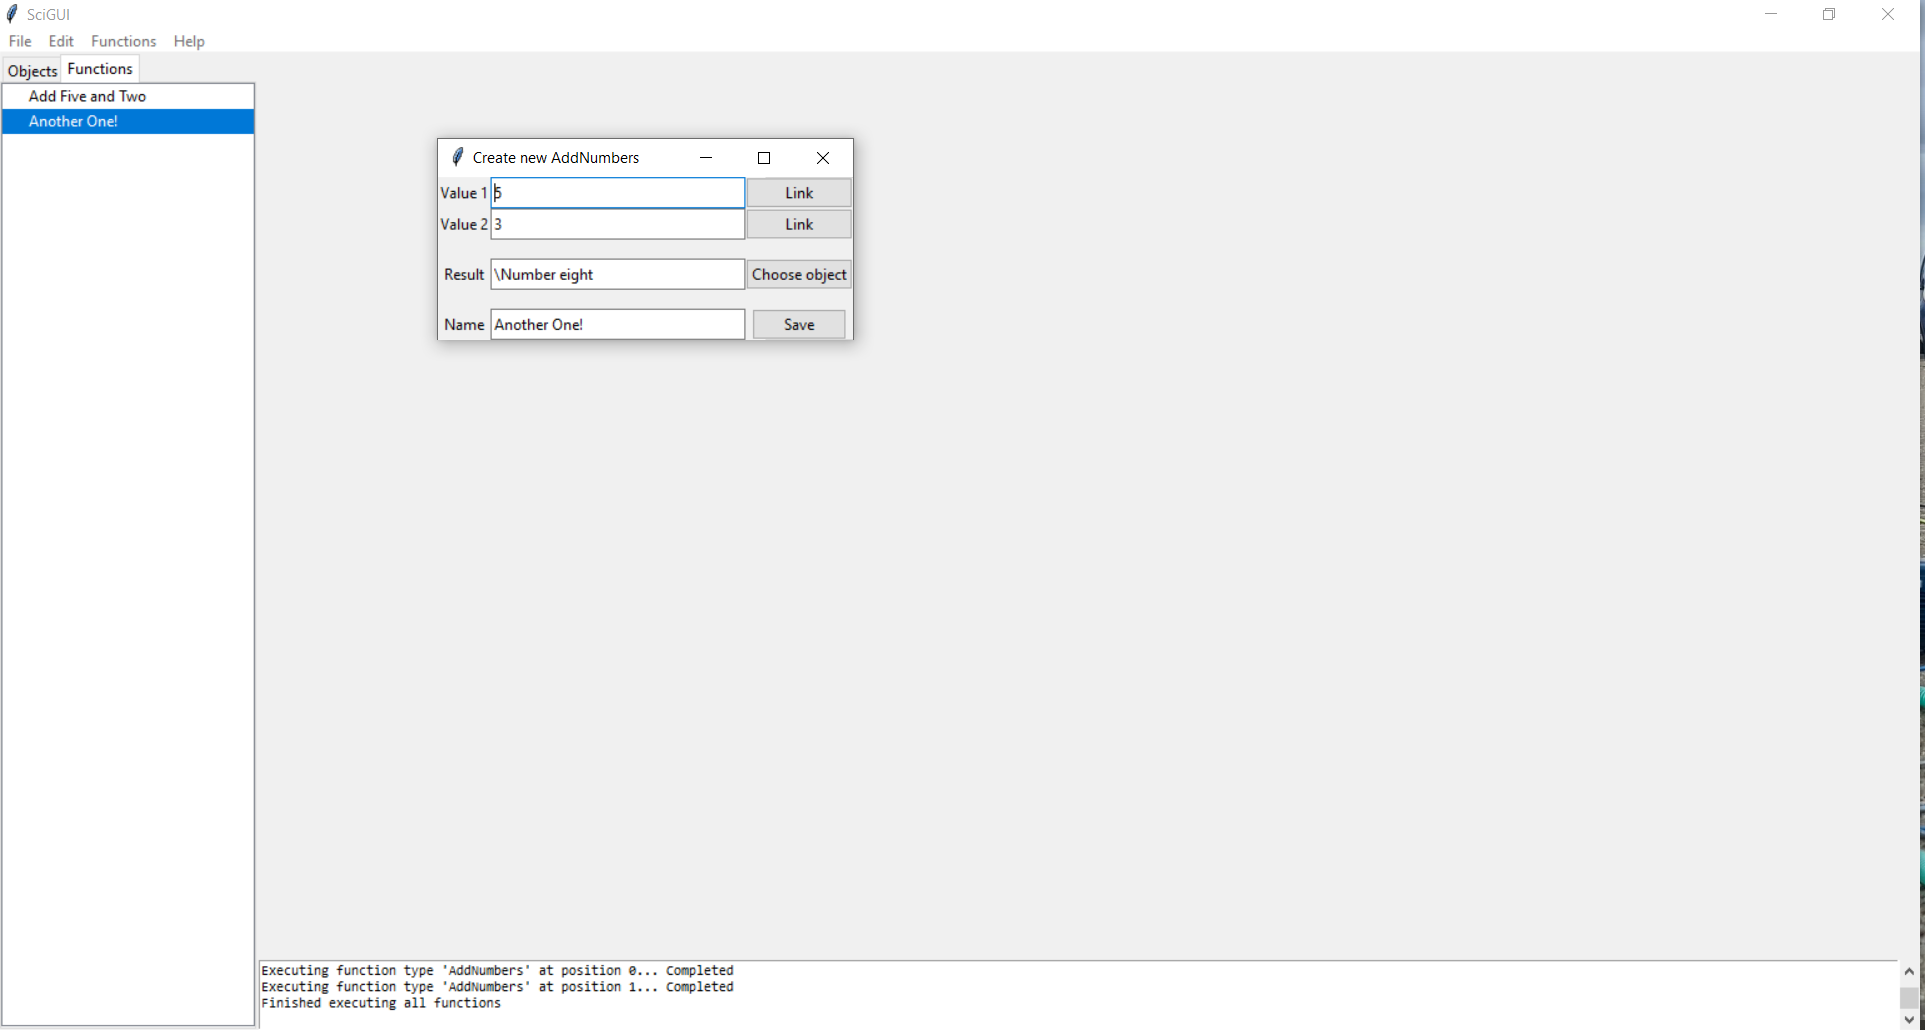 SciGUI
File Edit Functions Help
Objects Functions
Add Five and Two
Another One!
Create new AddNumbers
Value 1 5 Link
Value 2 3 Link
Result \Number eight Choose object
Name Another One! Save
Executing function type 'AddNumbers' at position 0... Completed
Executing function type 'AddNumbers' at position 1... Completed
Finished executing all functions